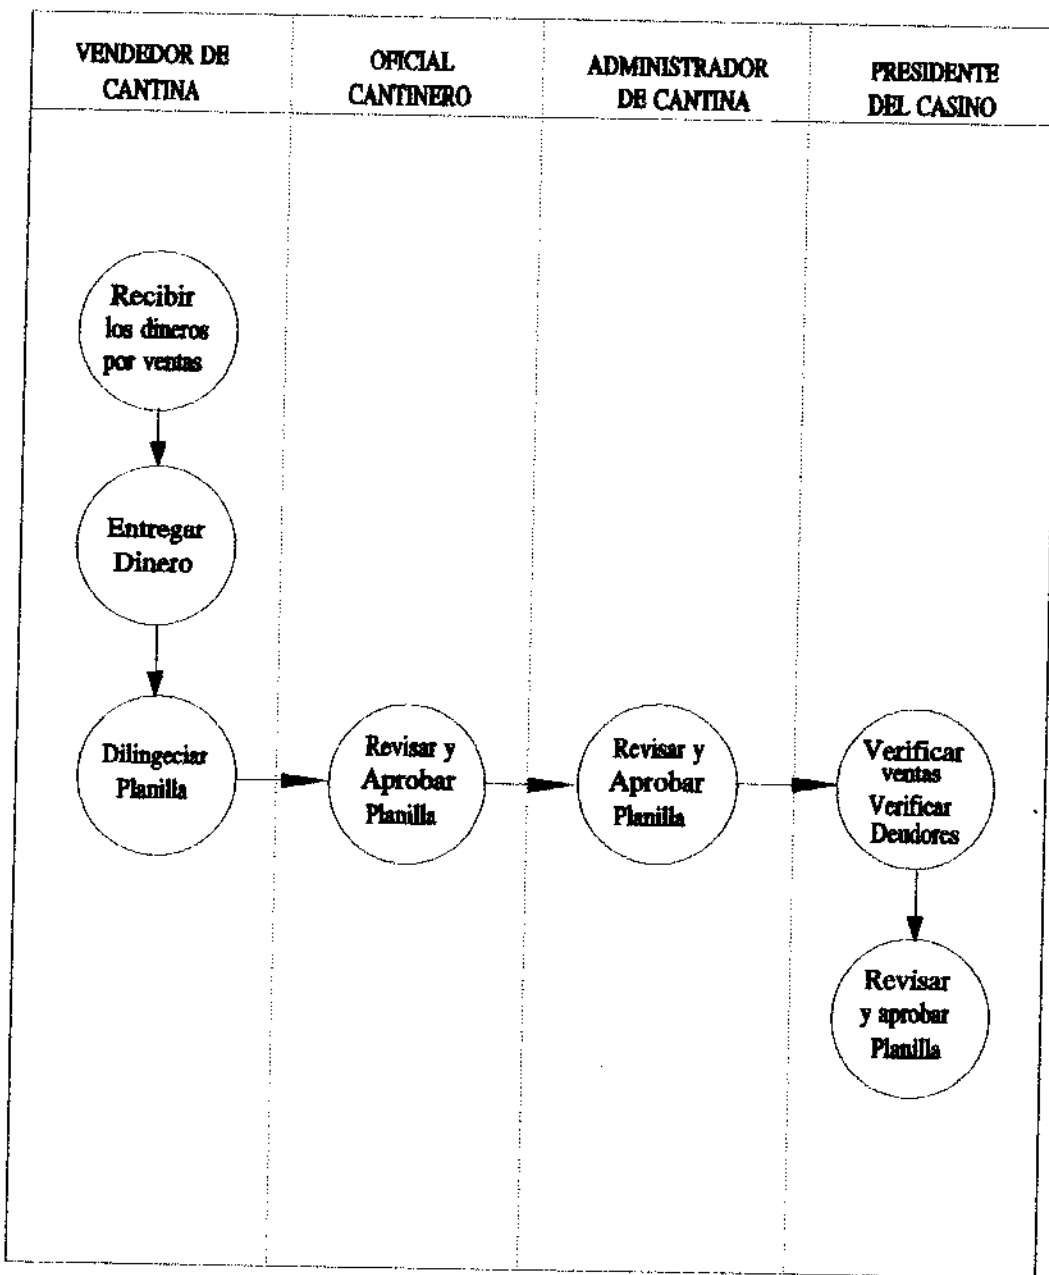 VENDEDOR DE
CANTINA
OFICIAL
CANTINERO
ADMINISTRADOR
DE CANTINA
PRESIDENTE
DEL CASINO
Recibir
los dineros
por ventas
Entregar
Dinero
Dilingeciar
Planilla
Revisar y
Aprobar
Planilla
Revisar y
Aprobar
Planilla
Verificar
ventas
Verificar
Deudores
Revisar
y aprobar
Planilla